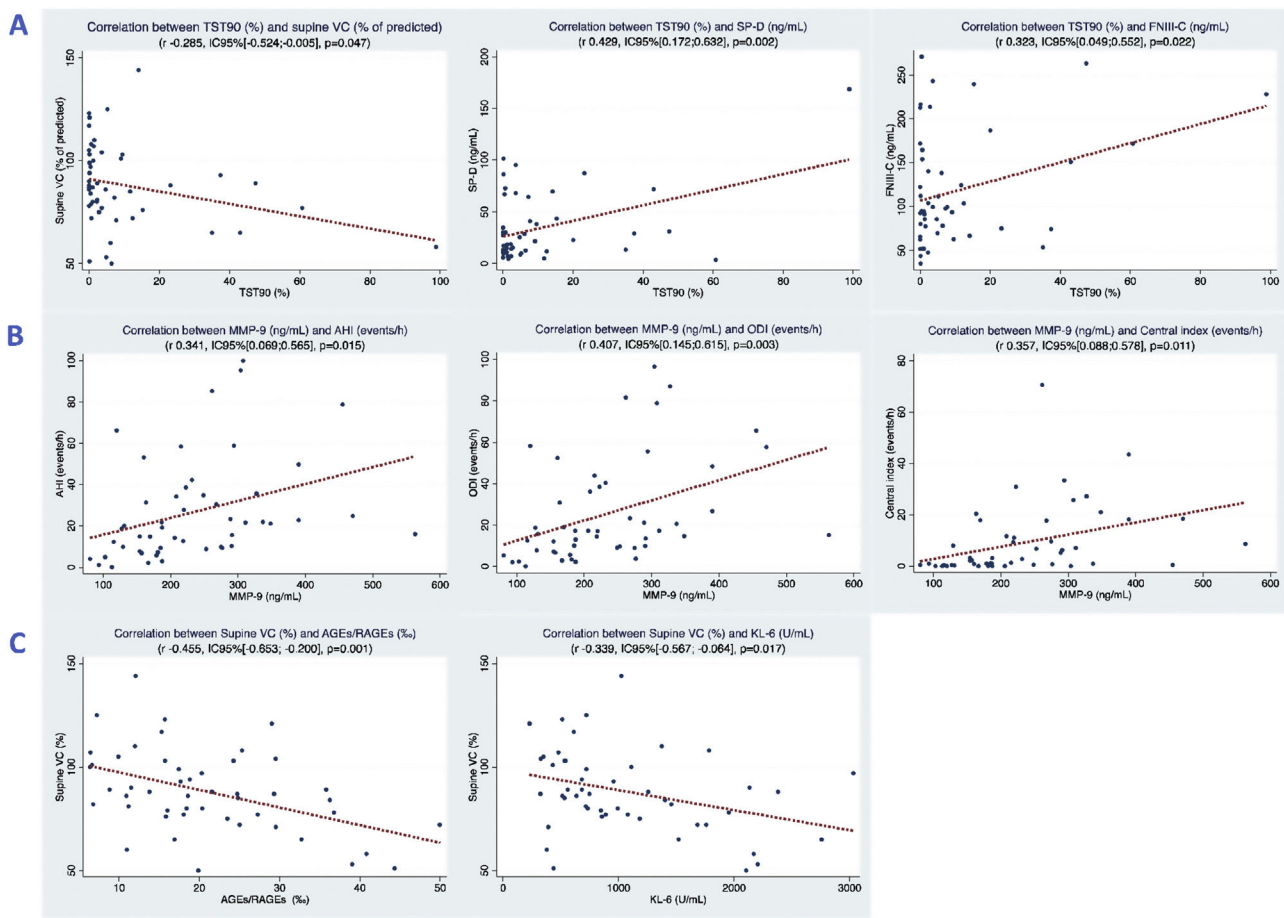 A
Correlation between TST90 (%) and supine VC (% of predicted)
(r -0.285, IC95%[-0.524;-0.005], p=0.047)
Supine VC (% of predicted)
150
100
50
0 20 40 60 80 100
TST90 (%)
Correlation between TST90 (%) and SP-D (ng/mL)
(r 0.429, IC95%[0.172;0.632], p=0.002)
SP-D (ng/mL)
200
150
100
50
0
0 20 40 60 80 100
TST90 (%)
Correlation between TST90 (%) and FNIII-C (ng/mL)
(r 0.323, IC95%[0.049;0.552], p=0.022)
FNIII-C (ng/mL)
250
200
150
100
50
0 20 40 60 80 100
TST90 (%)
B
Correlation between MMP-9 (ng/mL) and AHI (events/h)
(r 0.341, IC95%[0.069;0.565], p=0.015)
AHI (events/h)
100
80
60
40
20
0
100 200 300 400 500 600
MMP-9 (ng/mL)
Correlation between MMP-9 (ng/mL) and ODI (events/h)
(r 0.407, IC95%[0.145;0.615], p=0.003)
ODI (events/h)
100
80
60
40
20
0
100 200 300 400 500 600
MMP-9 (ng/mL)
Correlation between MMP-9 (ng/mL) and Central index (events/h)
(r 0.357, IC95%[0.088;0.578], p=0.011)
Central index (events/h)
80
60
40
20
0
100 200 300 400 500 600
MMP-9 (ng/mL)
C
Correlation between Supine VC (%) and AGEs/RAGEs (‰)
(r -0.455, IC95%[-0.653; -0.200], p=0.001)
Supine VC (%)
150
100
50
10 20 30 40 50
AGEs/RAGEs (‰)
Correlation between Supine VC (%) and KL-6 (U/mL)
(r -0.339, IC95%[-0.567; -0.064], p=0.017)
Supine VC (%)
150
100
50
0 1000 2000 3000
KL-6 (U/mL)